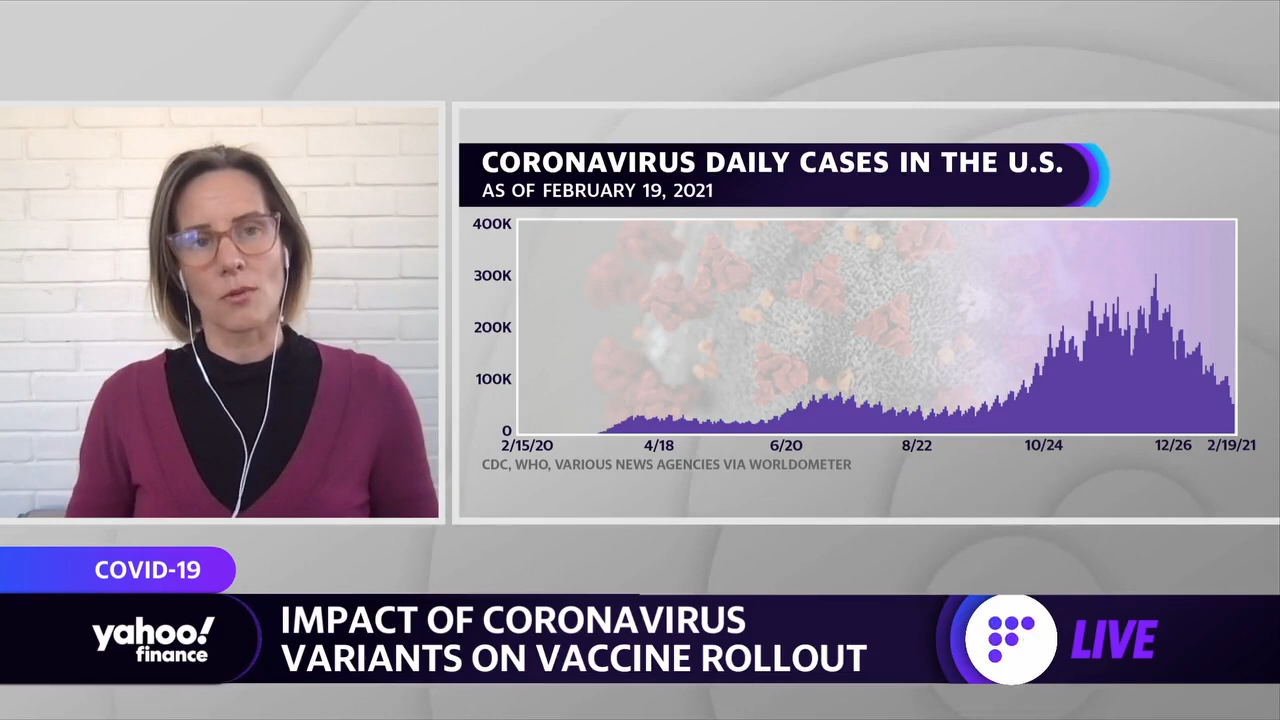 CORONAVIRUS DAILY CASES IN THE U.S.
AS OF FEBRUARY 19, 2021
400K
300K
200K
100K
0
2/15/20 4/18 6/20 8/22 10/24 12/26 2/19/21
CDC, WHO, VARIOUS NEWS AGENCIES VIA WORLDOMETER
COVID-19
yahoo!
finance
IMPACT OF CORONAVIRUS
VARIANTS ON VACCINE ROLLOUT
LIVE